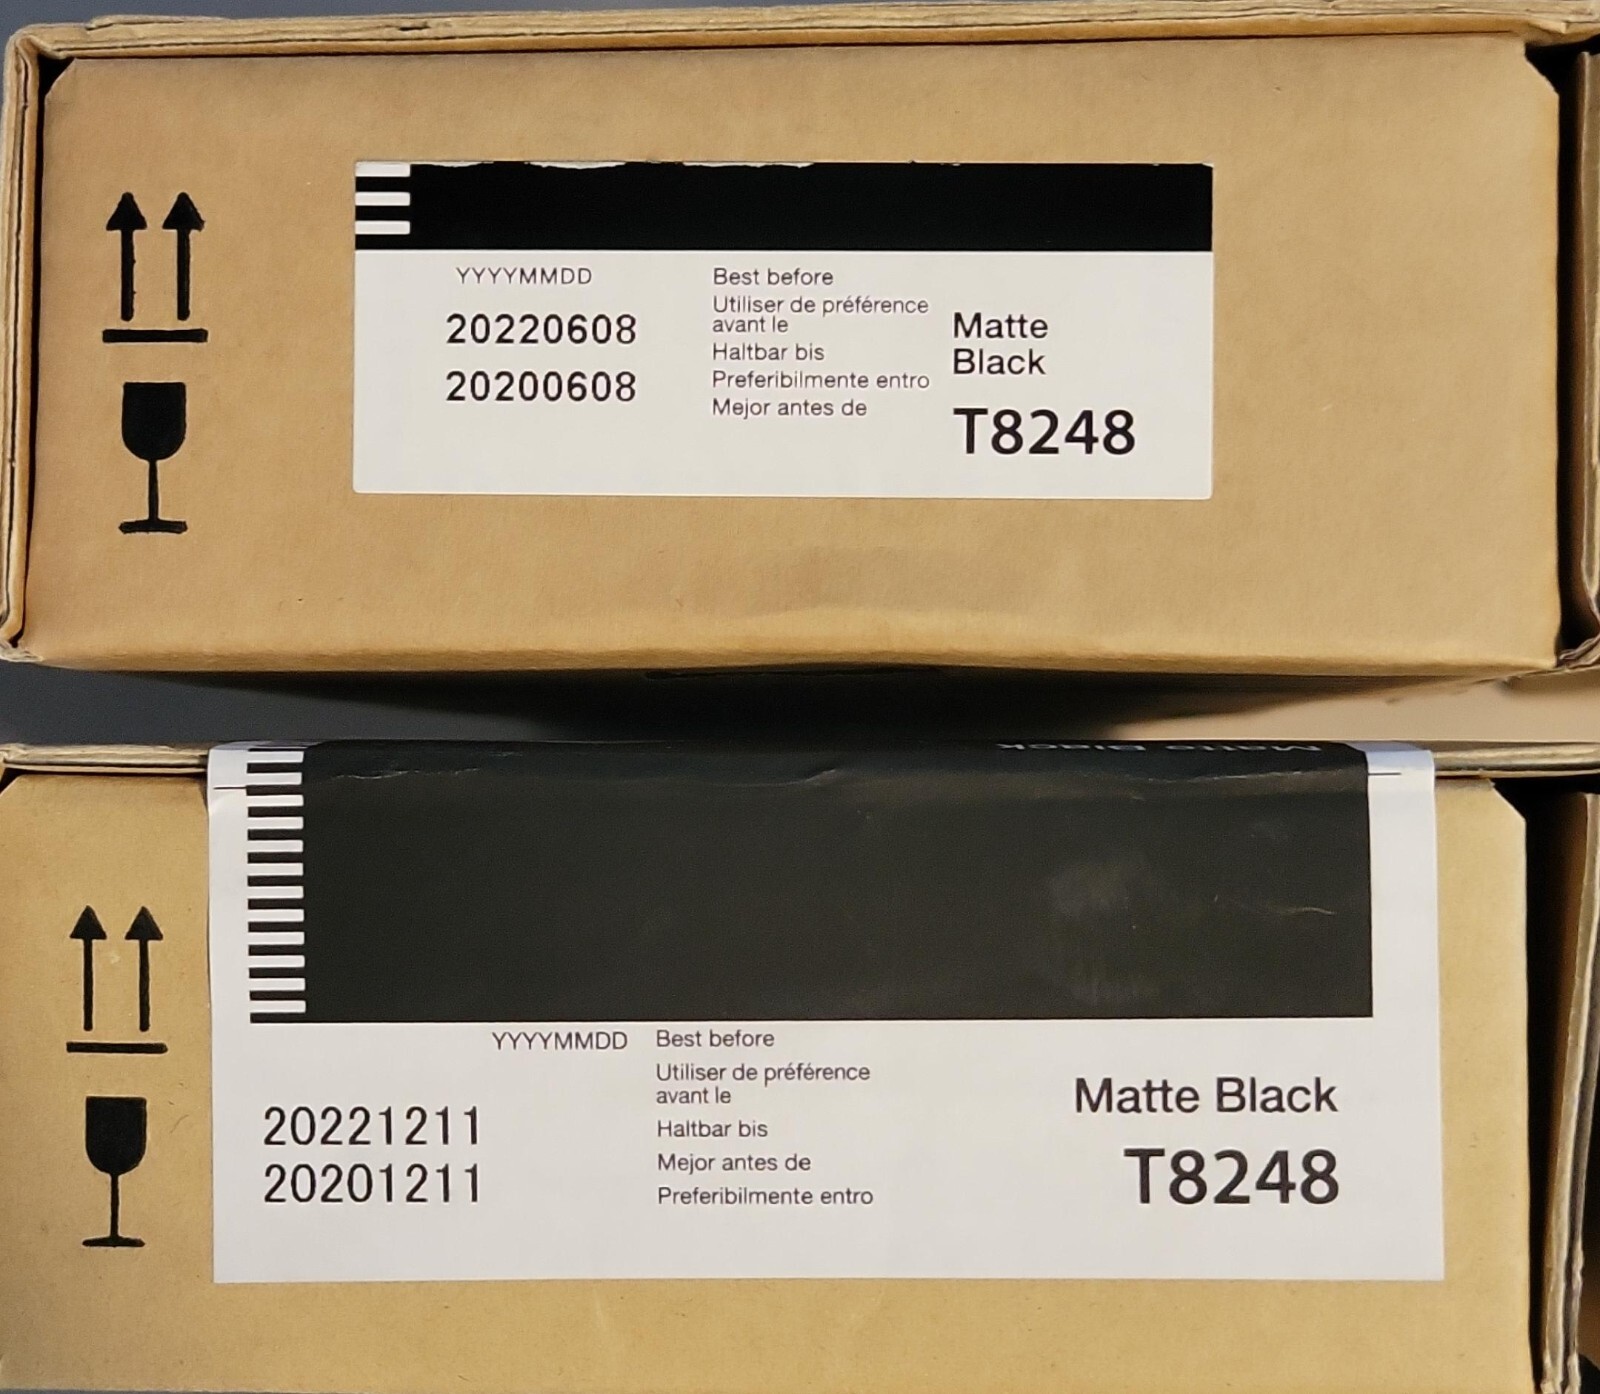 YYYYMMDD
20220608
20200608
Best before
Utiliser de préférence
avant le
Haltbar bis
Preferibilmente entro
Mejor antes de
Matte
Black
T8248
Matte Black
YYYYMMDD
20221211
20201211
Best before
Utiliser de préférence
avant le
Haltbar bis
Mejor antes de
Preferibilmente entro
Matte Black
T8248